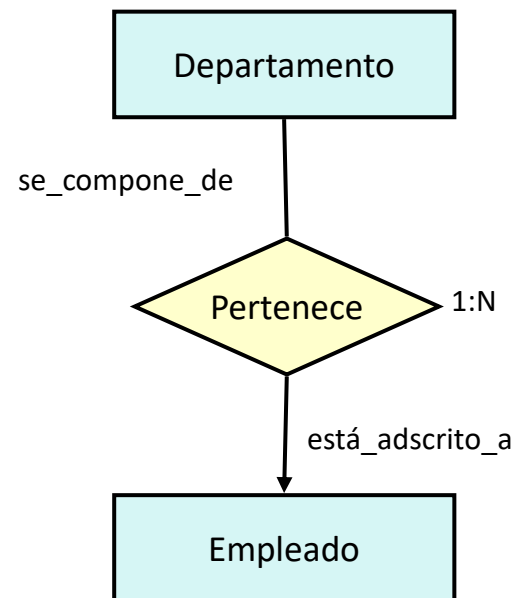 Departamento
se_compone_de
Pertenece
1:N
está_adscrito_a
Empleado